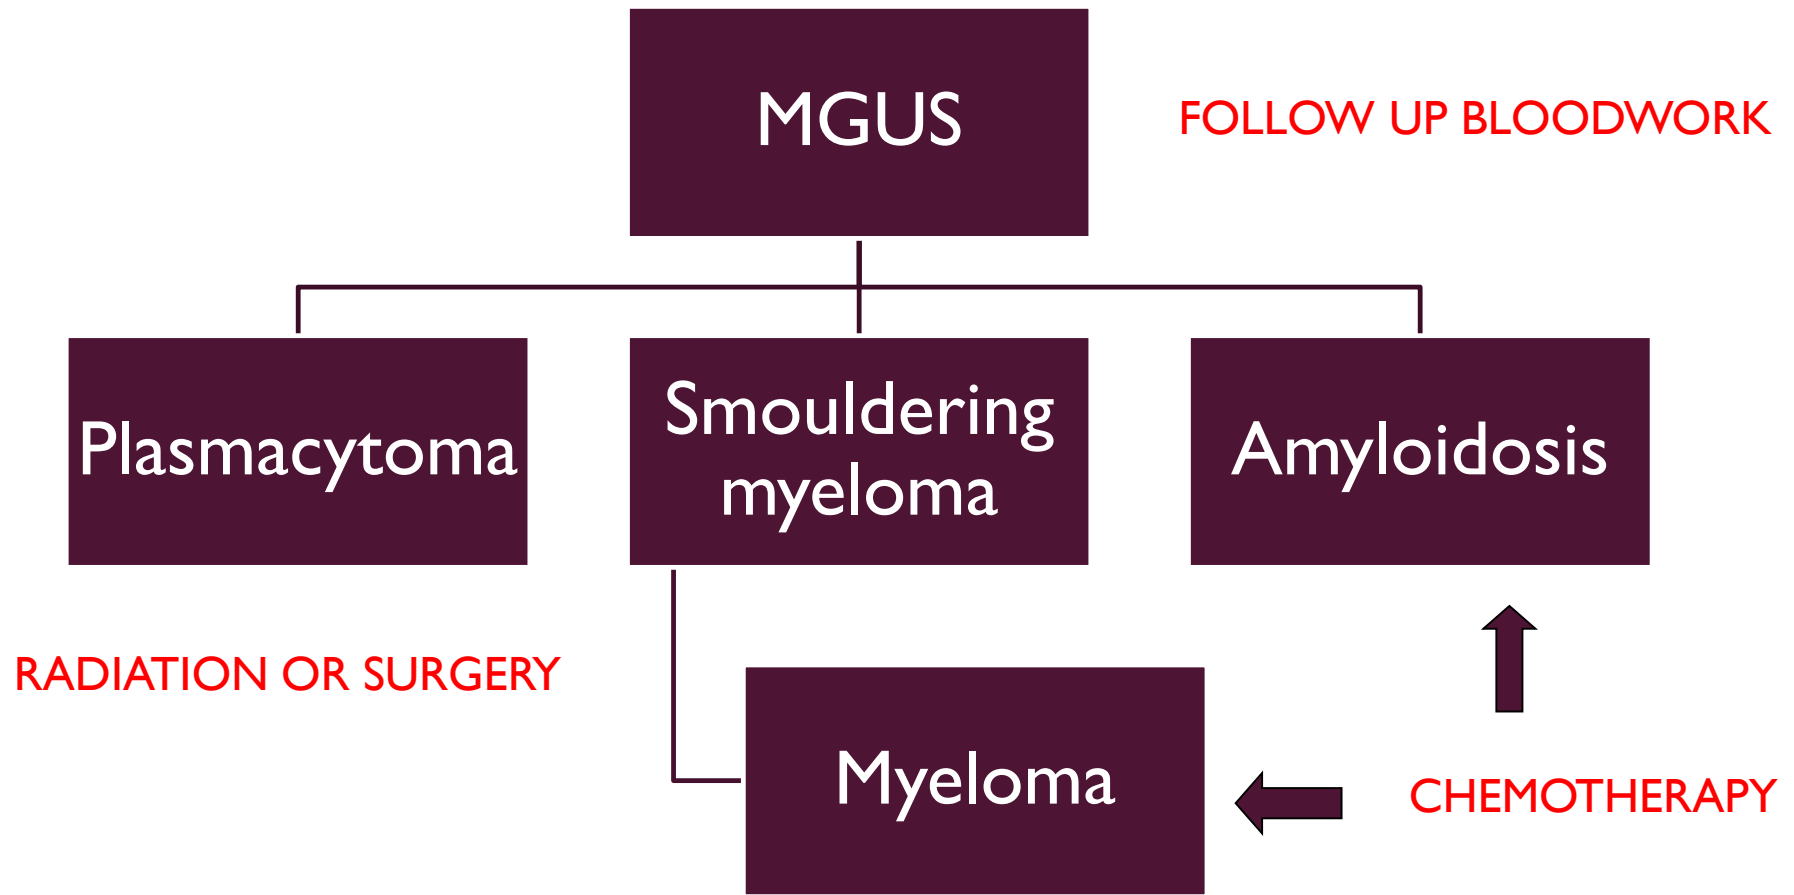 MGUS
FOLLOW UP BLOODWORK
Plasmacytoma
Smouldering
myeloma
Amyloidosis
RADIATION OR SURGERY
Myeloma
CHEMOTHERAPY